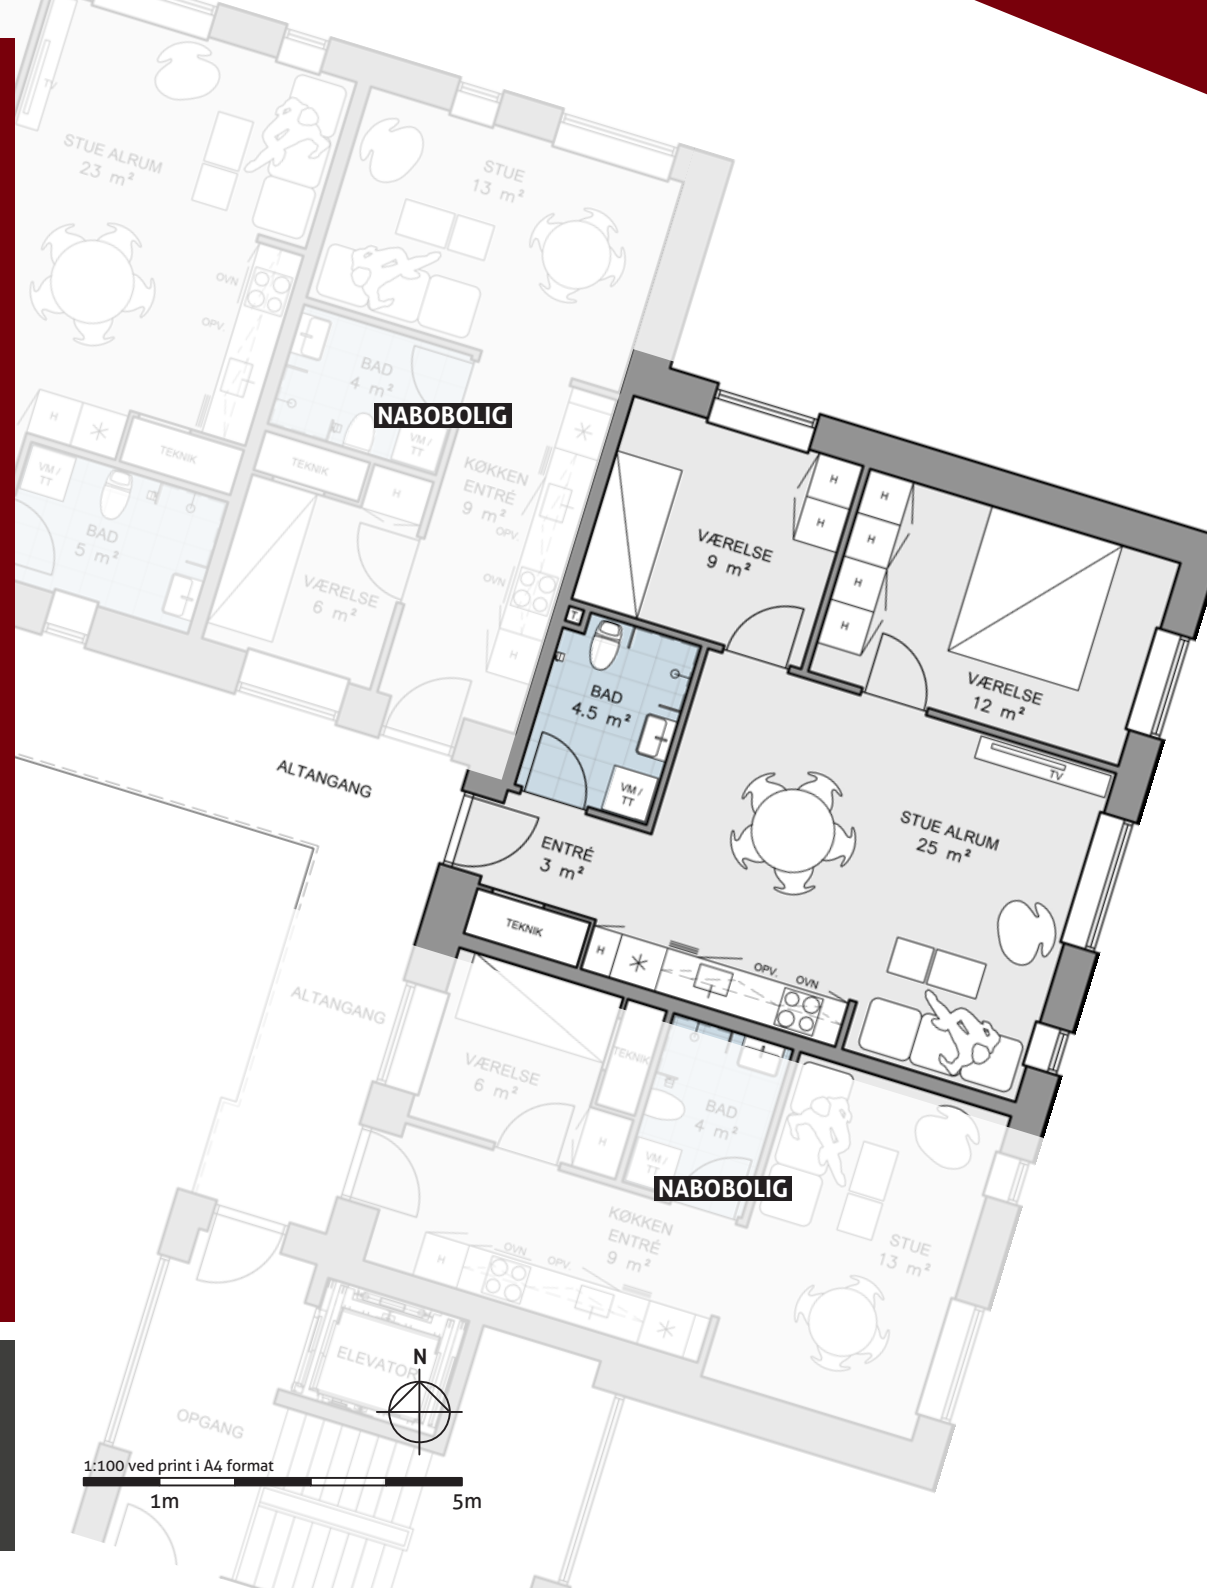 TV
STUE ALRUM
23 m²
STUE
13 m²
OVN
OPV.
BAD
4 m²
NABOBOLIG
VM /
TT
H
TEKNIK
TEKNIK
H
VM /
TT
BAD
5 m²
KØKKEN
ENTRÉ
9 m²
OPV
OVN
H
VÆRELSE
6 m²
VÆRELSE
9 m²
H
H
H
H
H
H
VÆRELSE
12 m²
T
BAD
4.5 m²
VM /
TT
TV
ALTANGANG
STUE ALRUM
25 m²
ENTRÉ
3 m²
TEKNIK
H
OPV.
OVN
ALTANGANG
VÆRELSE
6 m²
TEKNIK
BAD
4 m²
H
VM /
TT
NABOBOLIG
KØKKEN
ENTRÉ
9 m²
STUE
13 m²
H
OVN
OPV
ELEVATOR
N
OPGANG
1:100 ved print i A4 format
1m
5m